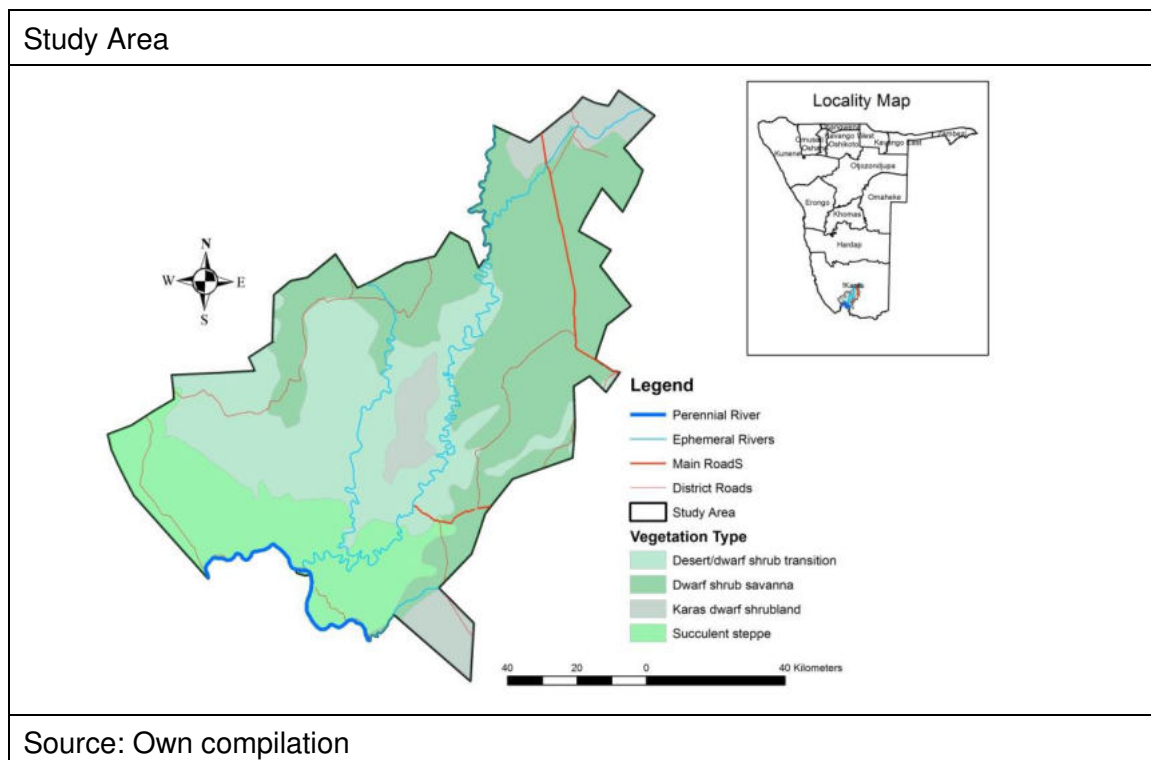 Study Area
Locality Map
Kunene
Omusati
Oshana
Kavango West
Oshikoto
Kavango East
Zambezi
Otjozondjupa
Erongo
Omaheke
Khomas
Hardap
!Karas
N
W E
S
Legend
Perennial River
Ephemeral Rivers
Main RoadS
District Roads
Study Area
Vegetation Type
Desert/dwarf shrub transition
Dwarf shrub savanna
Karas dwarf shrubland
Succulent steppe
40 20 0 40 Kilometers
Source: Own compilation